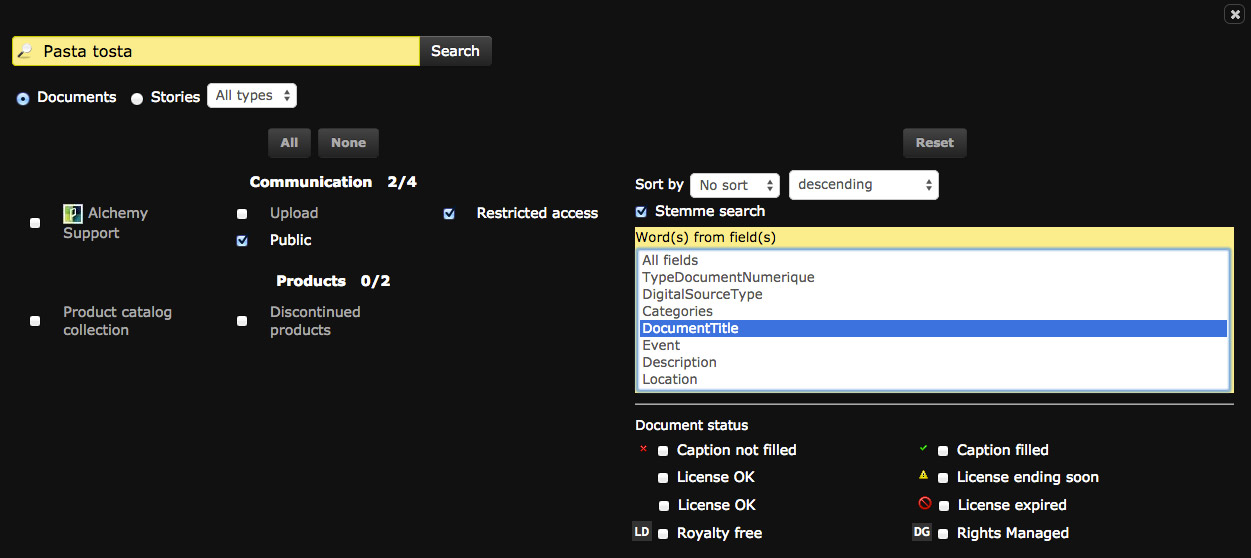 Pasta tosta
Search
Documents
Stories
All types
All
None
Communication 2/4
Alchemy
Support
Upload
Restricted access
Public
Products 0/2
Product catalog
collection
Discontinued
products
Reset
Sort by
No sort
descending
Stemme search
Word(s) from field(s)
All fields
TypeDocumentNumerique
DigitalSourceType
Categories
DocumentTitle
Event
Description
Location
Document status
Caption not filled
Caption filled
License OK
License ending soon
License OK
License expired
LD Royalty free
DG Rights Managed